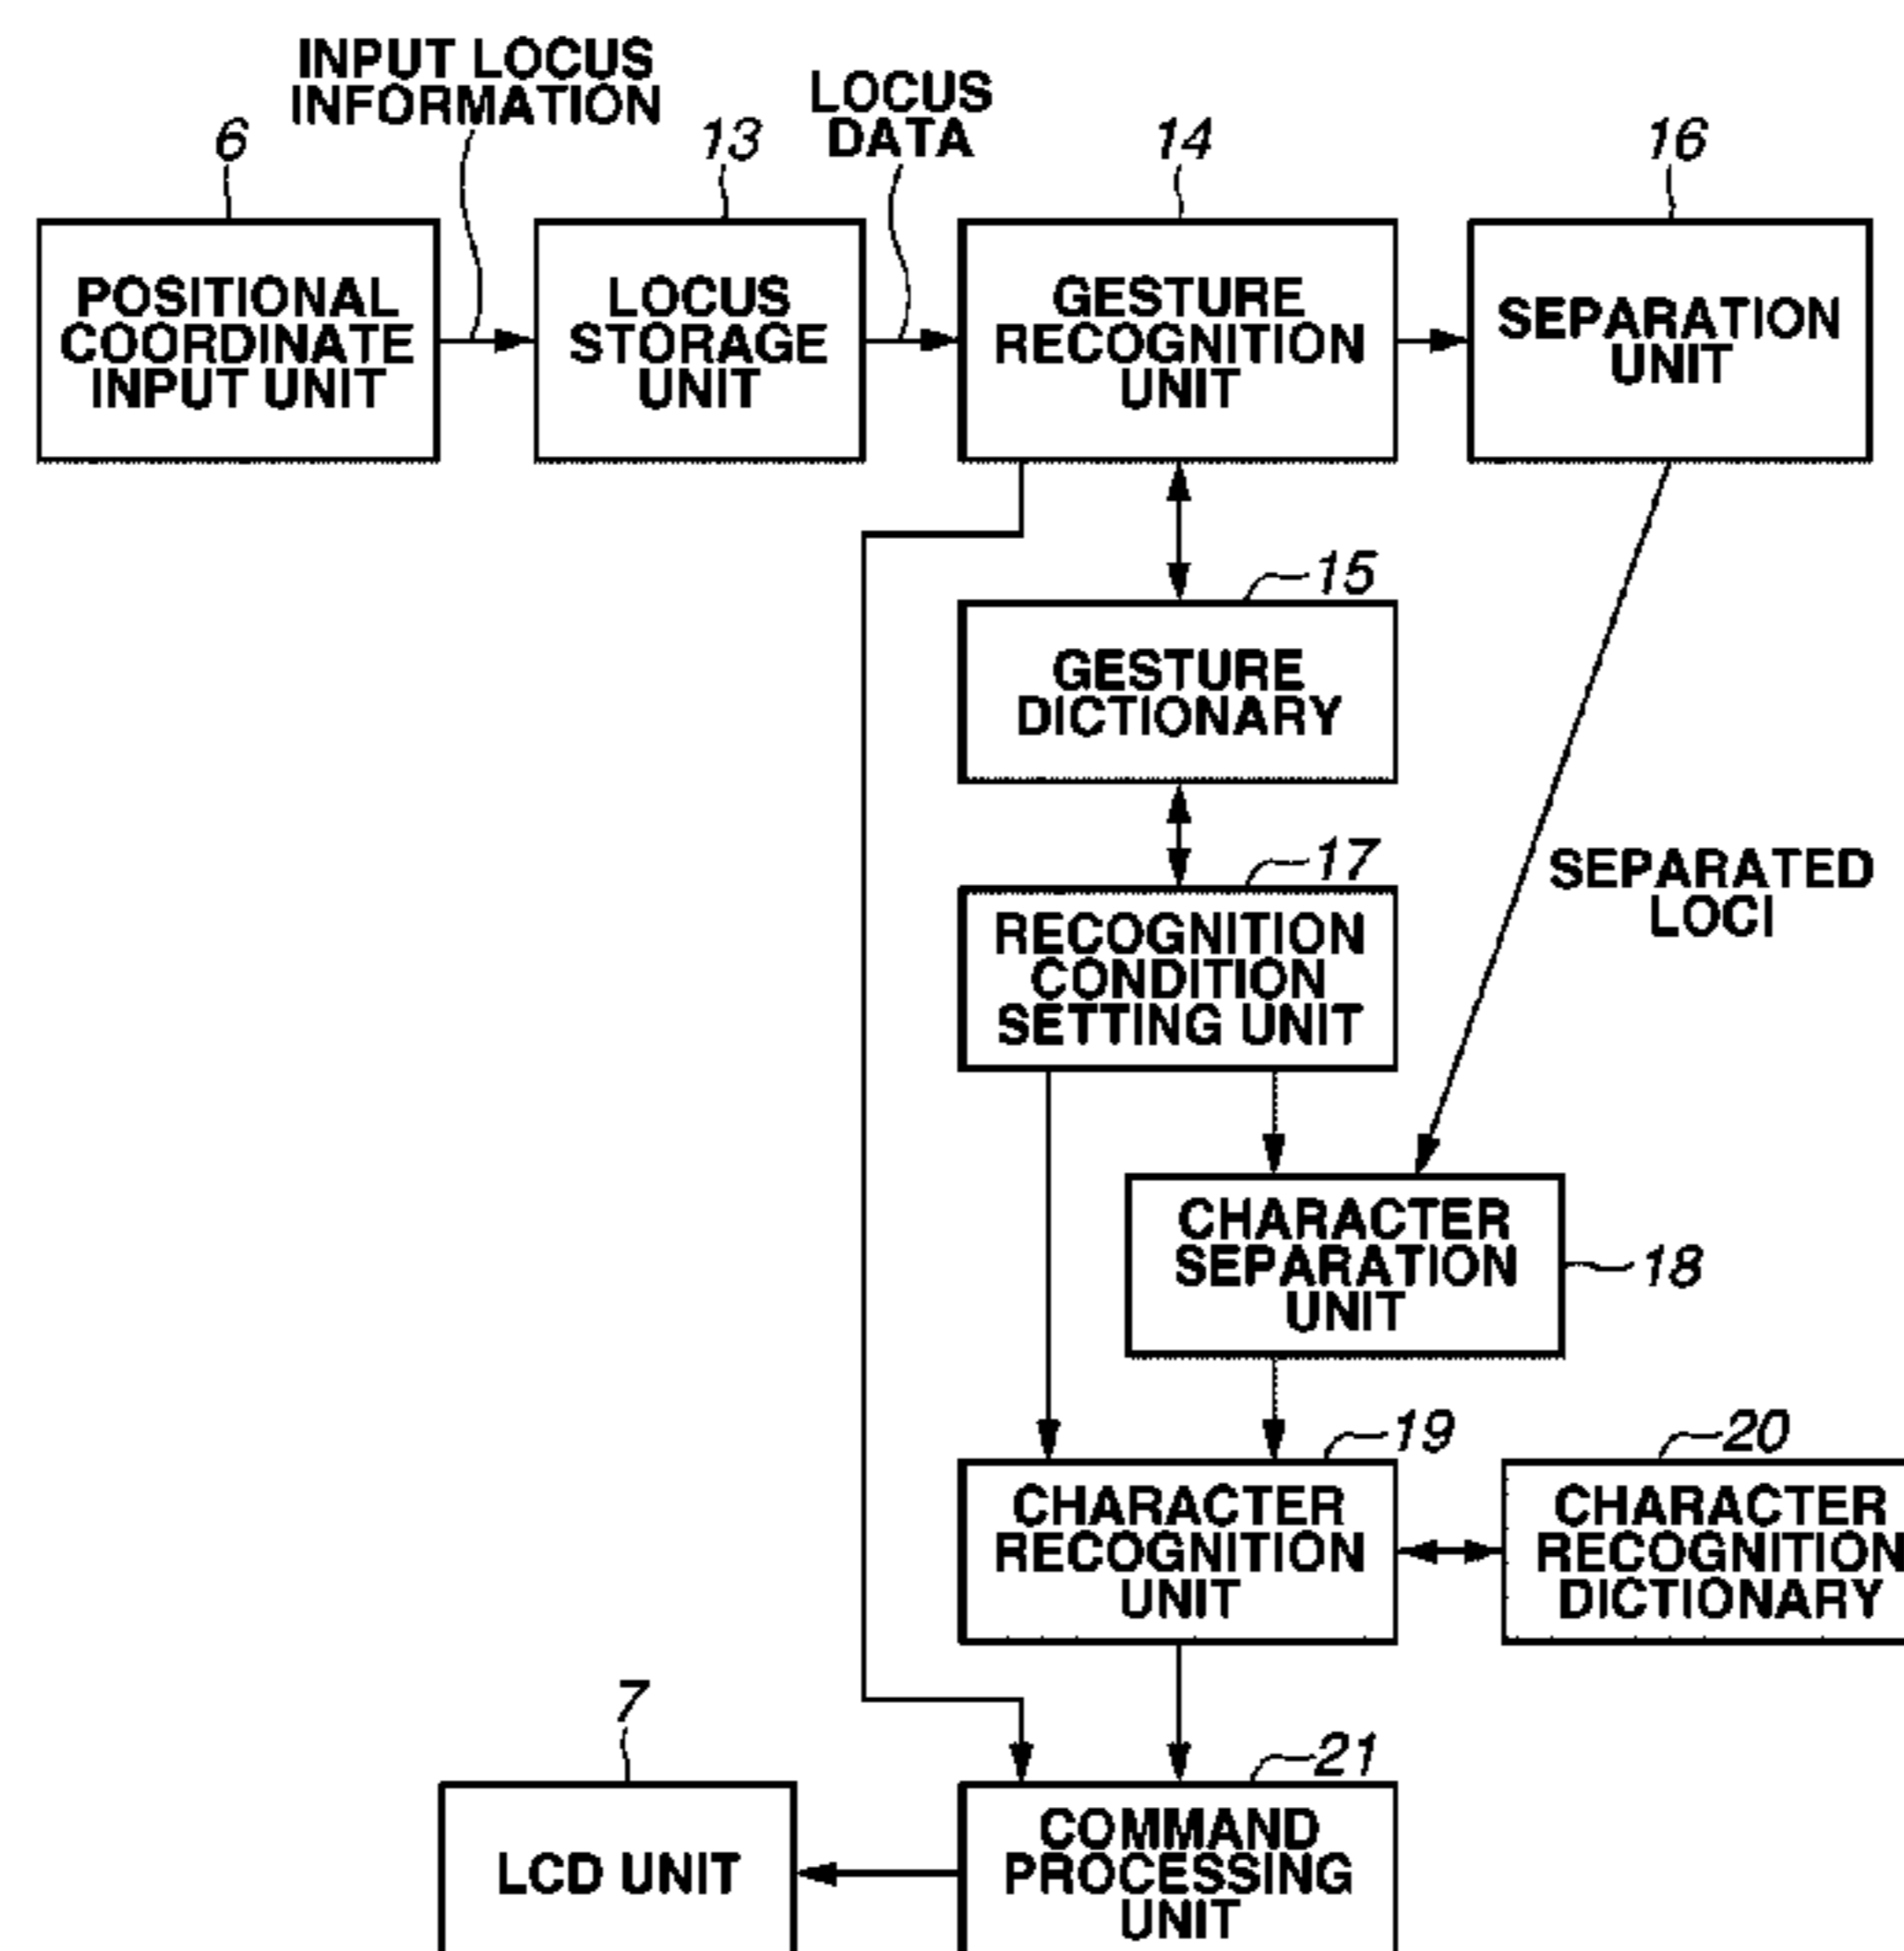 INPUT LOCUS
INFORMATION
LOCUS
DATA
6
13
14
16
POSITIONAL
COORDINATE
INPUT UNIT
LOCUS
STORAGE
UNIT
GESTURE
RECOGNITION
UNIT
SEPARATION
UNIT
15
GESTURE
DICTIONARY
17
RECOGNITION
CONDITION
SETTING UNIT
SEPARATED
LOCI
CHARACTER
SEPARATION
UNIT
18
19
20
CHARACTER
RECOGNITION
UNIT
CHARACTER
RECOGNITION
DICTIONARY
7
21
LCD UNIT
COMMAND
PROCESSING
UNIT